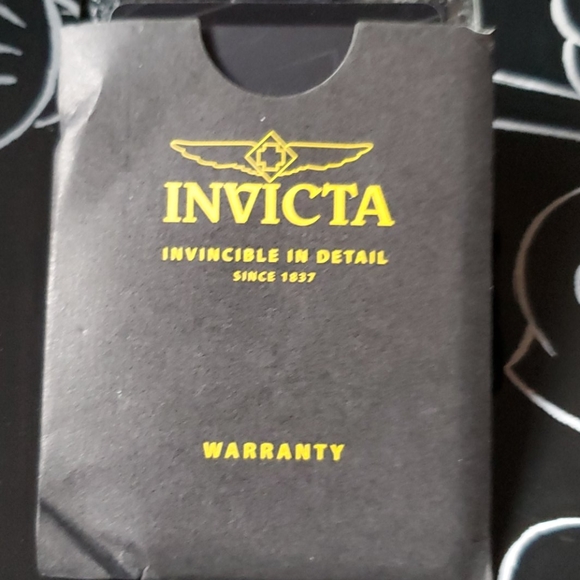 INVICTA
INVINCIBLE IN DETAIL
SINCE 1837
WARRANTY